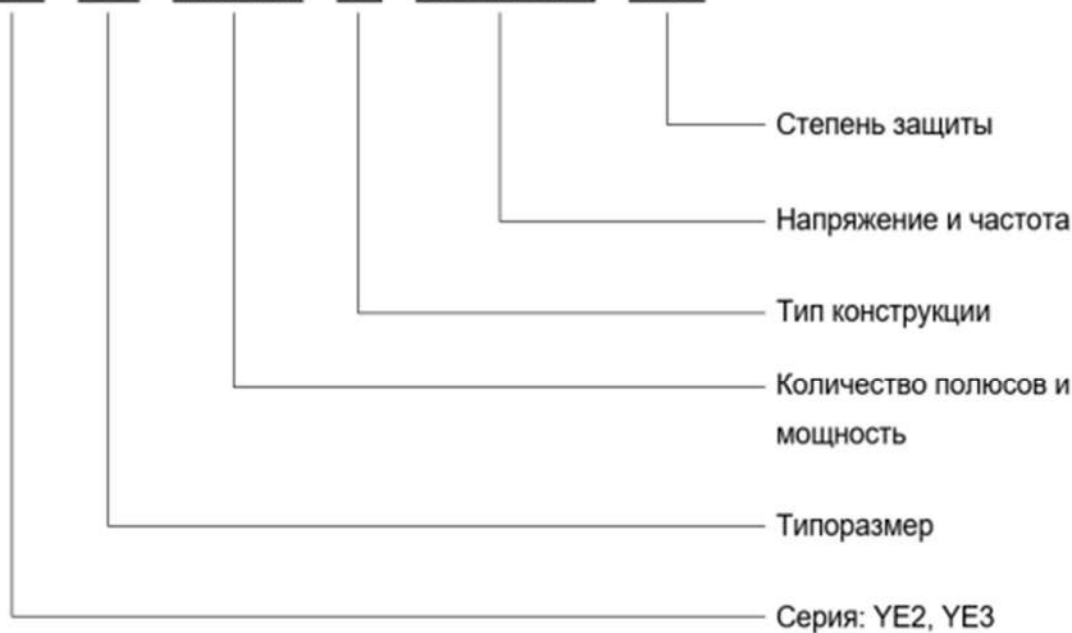 Степень защиты
Напряжение и частота
Тип конструкции
Количество полюсов и
мощность
Типоразмер
Серия: YE2, YE3